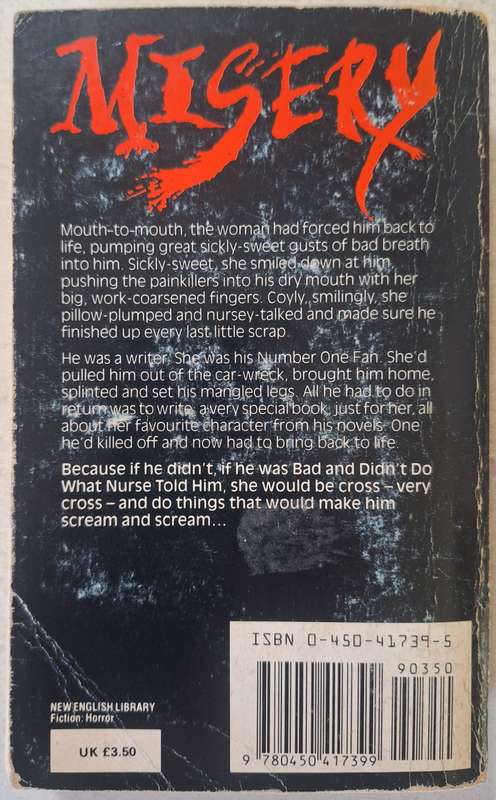 MISERY
Mouth-to-mouth, the woman had forced him back to
life, pumping great sickly-sweet gusts of bad breath
into him. Sickly-sweet, she smiled down at him
pushing the painkillers into his dry mouth with her
big, work-coarsened fingers. Coyly, smilingly, she
pillow-plumped and nursey-talked and made sure he
finished up every last little scrap.
He was a writer. She was his Number One Fan. She'd
pulled him out of the car-wreck, brought him home,
splinted and set his mangled legs. All he had to do in
return was to write, a very special book, just for her, all
about her favourite character from his novels. One
he'd killed off and now had to bring back to life.
Because if he didn't, if he was Bad and Didn't Do
What Nurse Told Him, she would be cross – very
cross – and do things that would make him
scream and scream...
ISBN 0-450-41739-5
90350
9 780450 417399
NEW ENGLISH LIBRARY
Fiction: Horror
UK £3.50